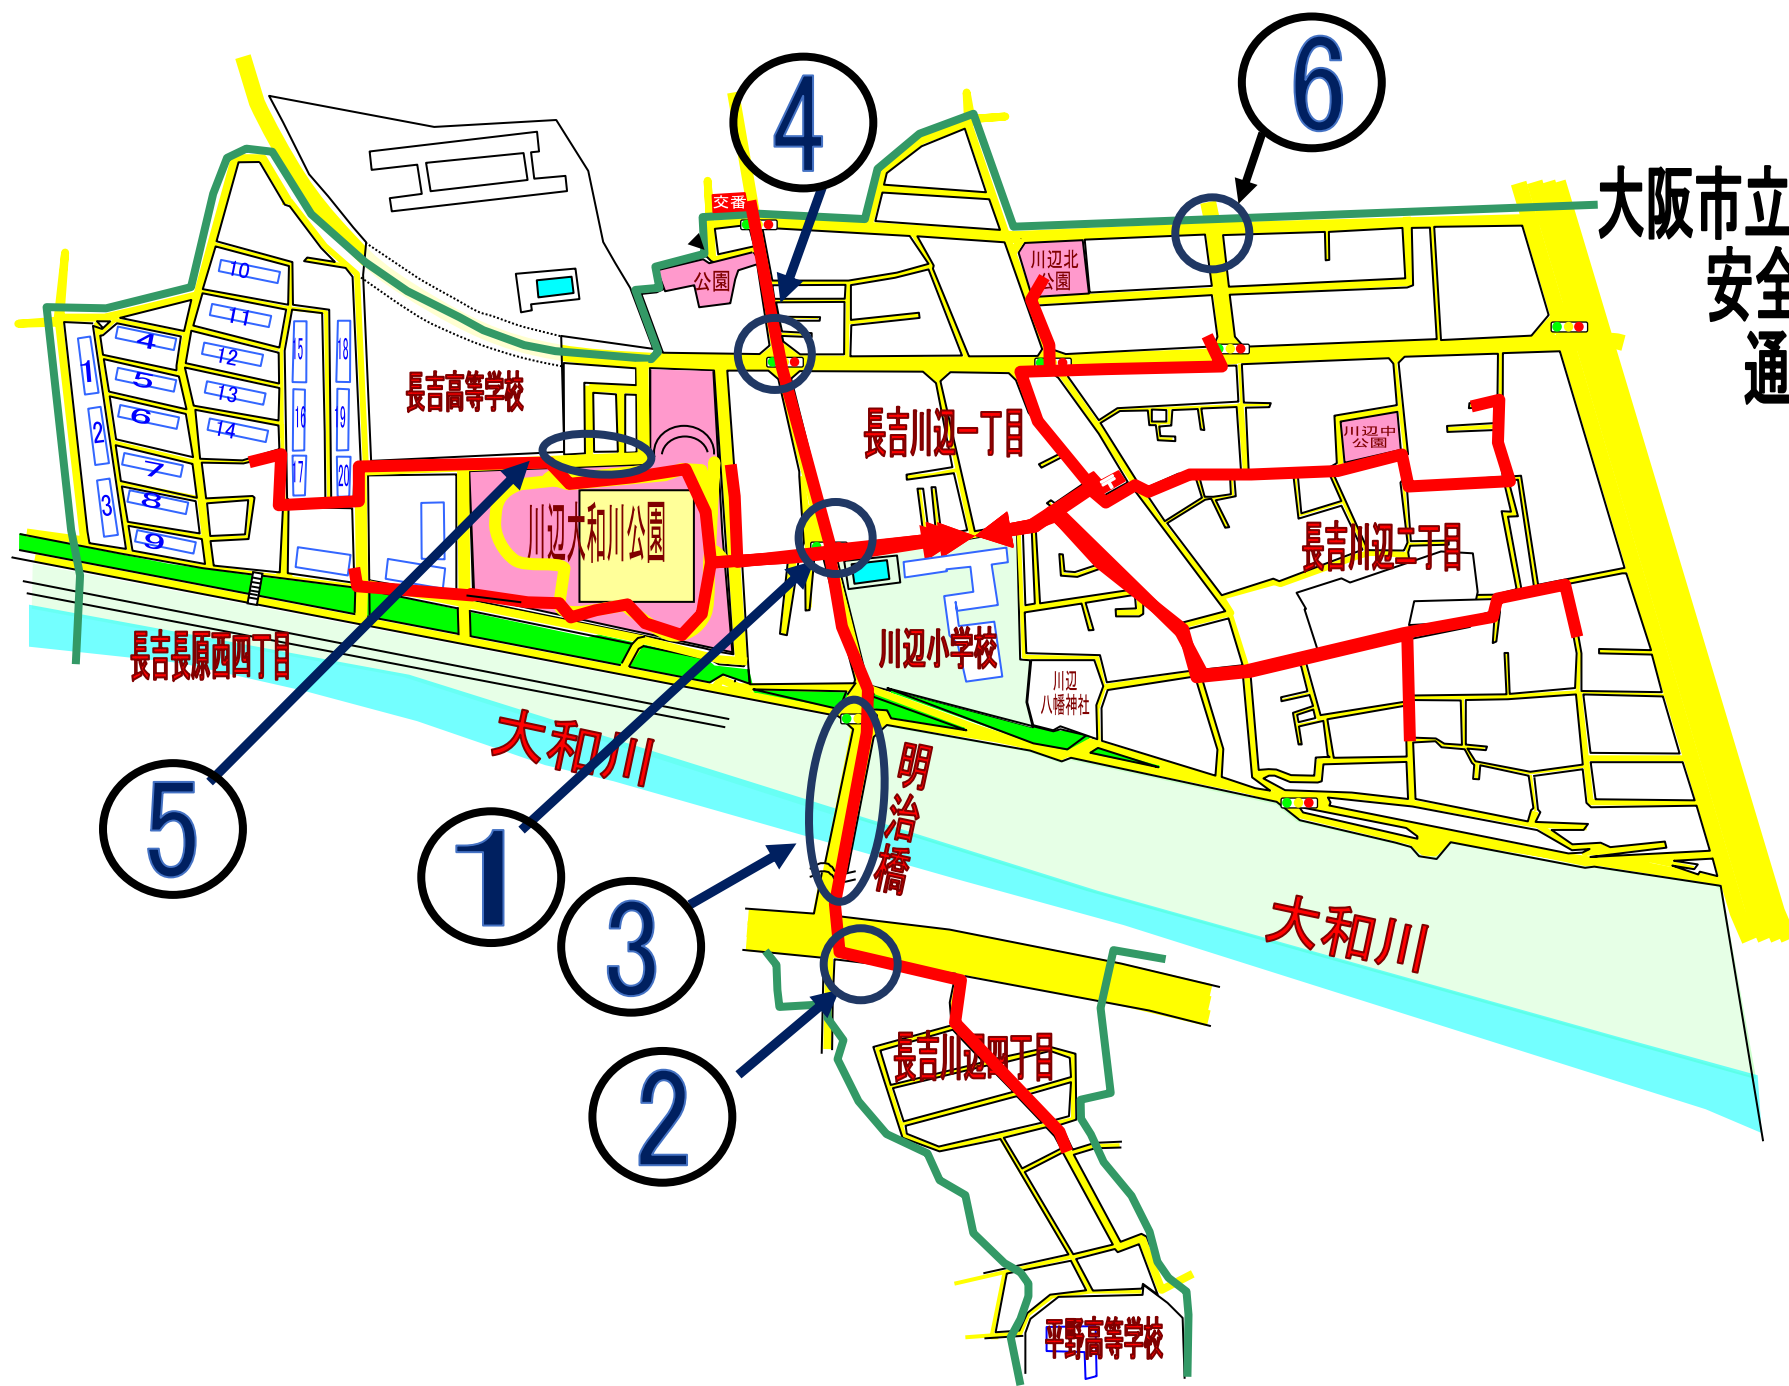 6
4
大阪市立
安全
通
交番
公園
川辺北
公園
10
11
12
13
14
15
16
17
18
19
20
1
2
3
4
5
6
7
8
9
長吉高等学校
長吉川辺一丁目
川辺中
公園
川辺大和川公園
長吉川辺二丁目
長吉長原西四丁目
川辺小学校
川辺
八幡神社
大和川
明治橋
5
1
3
大和川
2
長吉川辺四丁目
平野高等学校